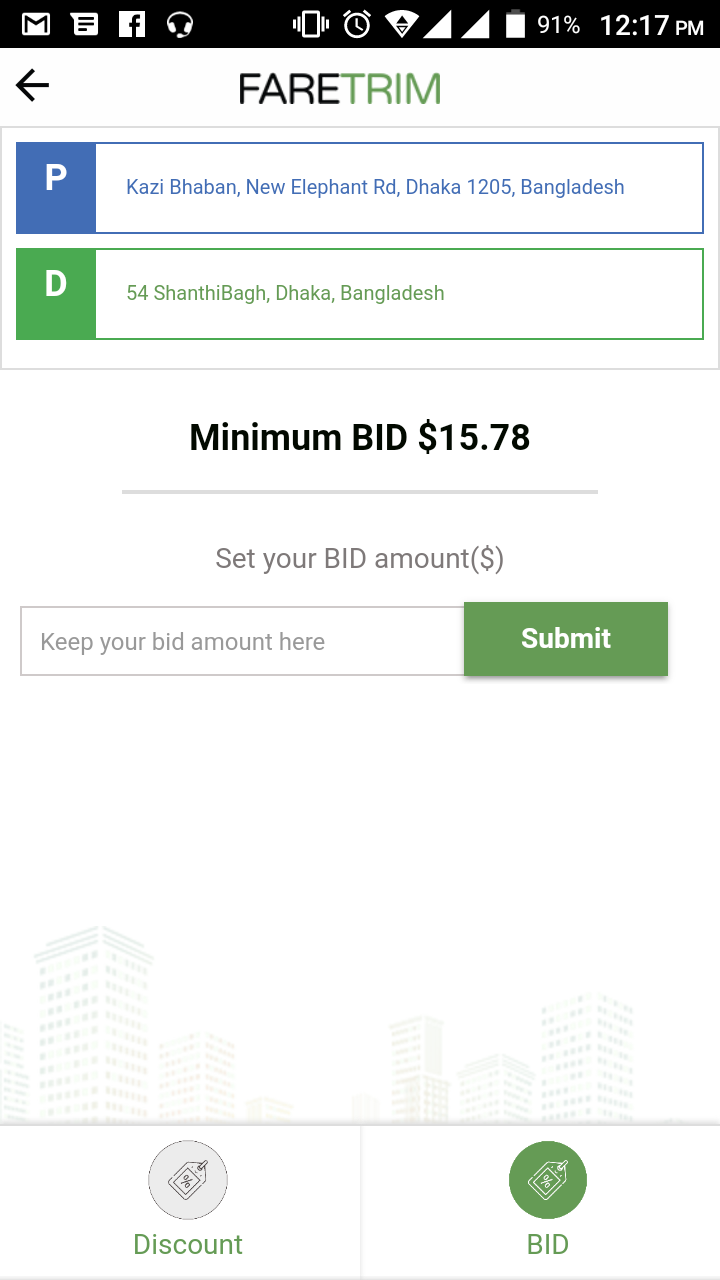 91% 12:17 PM
FARETRIM
P Kazi Bhaban, New Elephant Rd, Dhaka 1205, Bangladesh
D 54 ShanthiBagh, Dhaka, Bangladesh
Minimum BID $15.78
Set your BID amount($)
Keep your bid amount here Submit
Discount BID